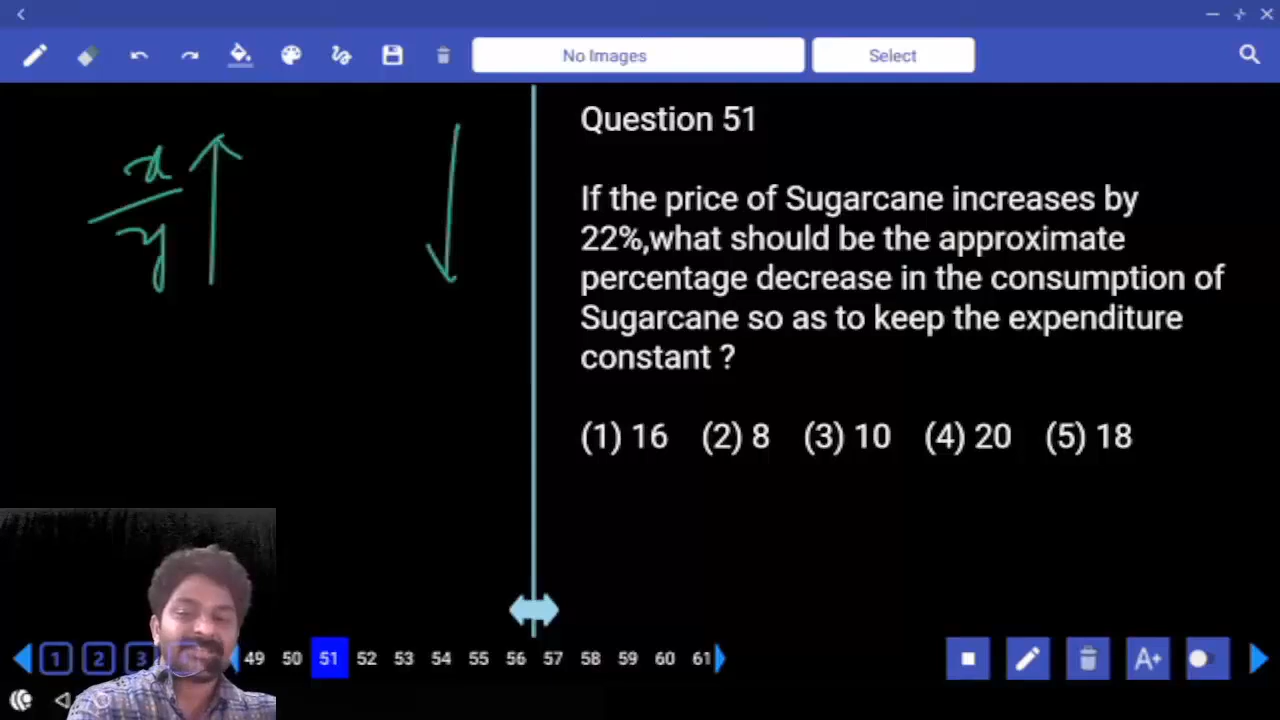 No Images
Select
x
y
Question 51
If the price of Sugarcane increases by
22%,what should be the approximate
percentage decrease in the consumption of
Sugarcane so as to keep the expenditure
constant ?
(1) 16 (2) 8 (3) 10 (4) 20 (5) 18
1 2 3 49 50 51 52 53 54 55 56 57 58 59 60 61
A+